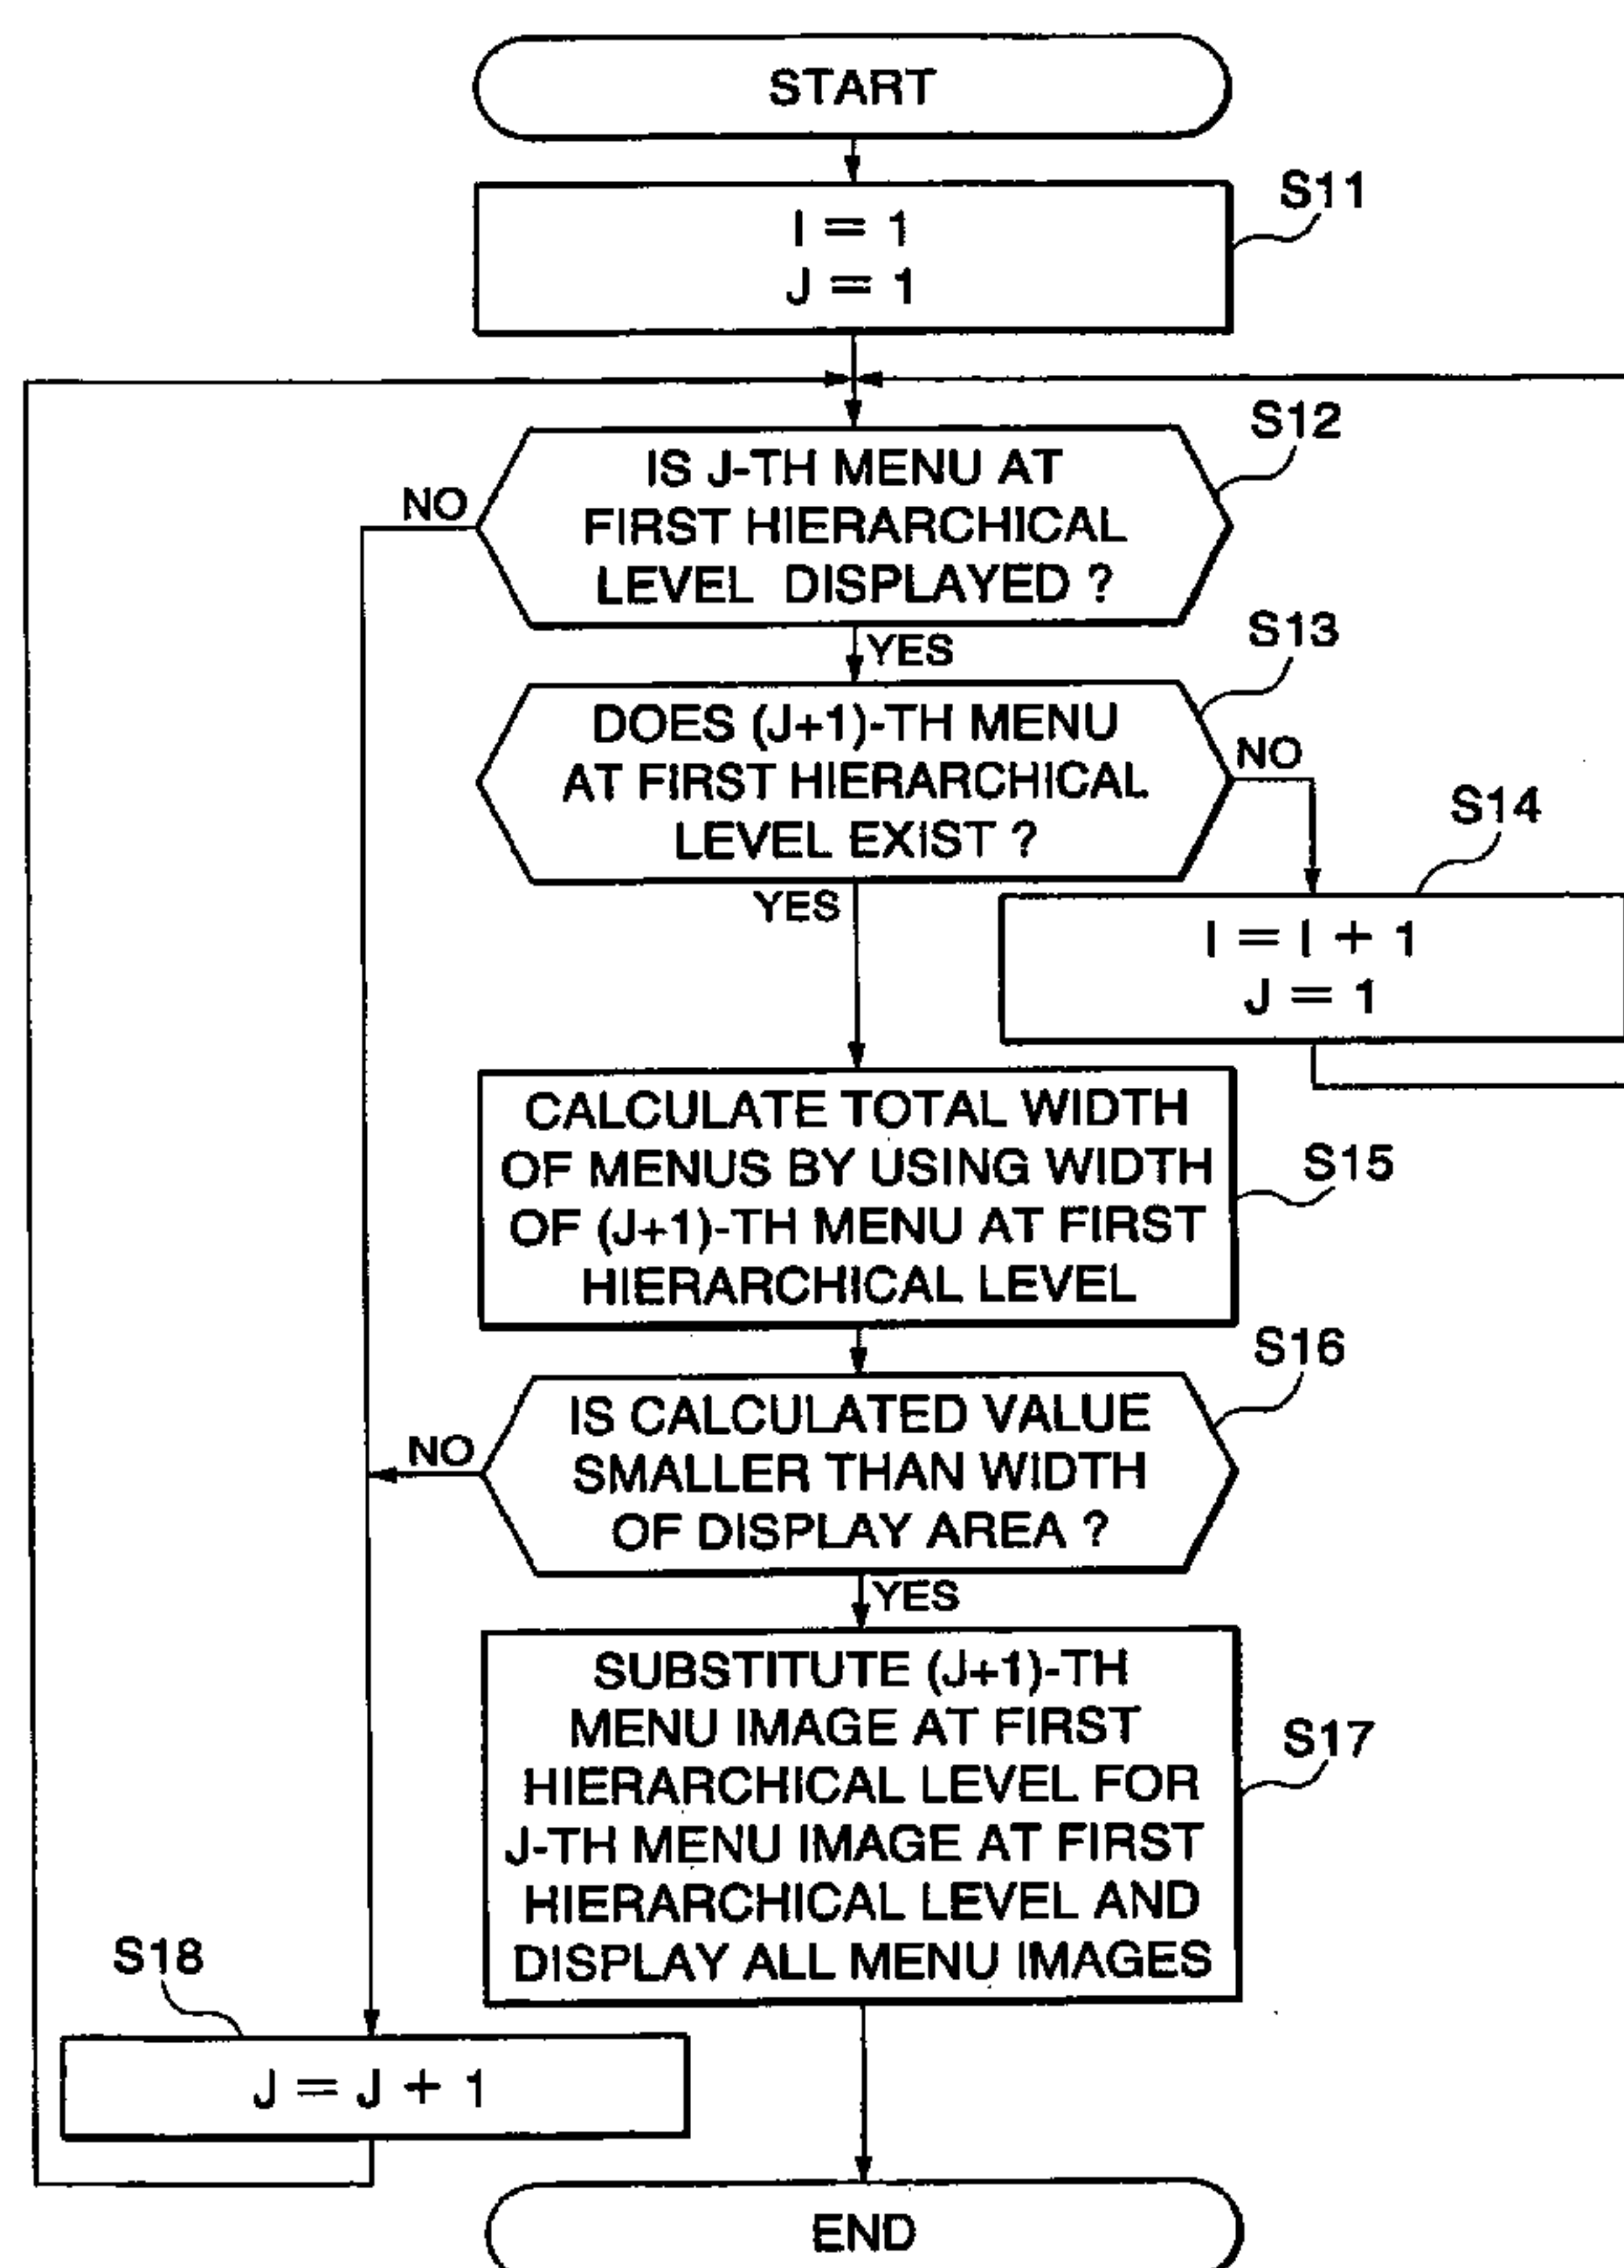 START
S11
I = 1
J = 1
S12
IS J-TH MENU AT
FIRST HIERARCHICAL
LEVEL DISPLAYED ?
NO
YES
S13
DOES (J+1)-TH MENU
AT FIRST HIERARCHICAL
LEVEL EXIST ?
NO
YES
S14
I = I + 1
J = 1
CALCULATE TOTAL WIDTH
OF MENUS BY USING WIDTH
OF (J+1)-TH MENU AT FIRST
HIERARCHICAL LEVEL
S15
S16
IS CALCULATED VALUE
SMALLER THAN WIDTH
OF DISPLAY AREA ?
NO
YES
SUBSTITUTE (J+1)-TH
MENU IMAGE AT FIRST
HIERARCHICAL LEVEL FOR
J-TH MENU IMAGE AT FIRST
HIERARCHICAL LEVEL AND
DISPLAY ALL MENU IMAGES
S17
S18
J = J + 1
END